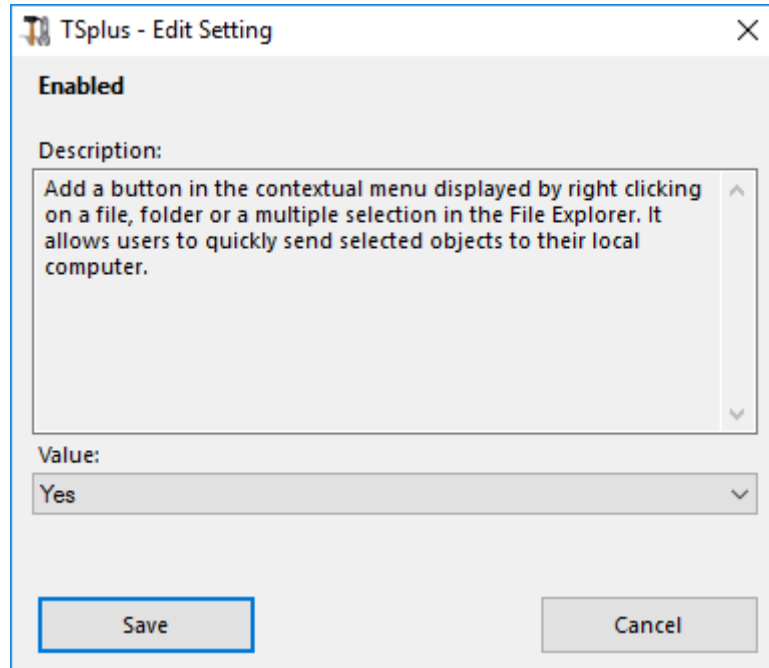 TSplus - Edit Setting
Enabled
Description:
Add a button in the contextual menu displayed by right clicking
on a file, folder or a multiple selection in the File Explorer. It
allows users to quickly send selected objects to their local
computer.
Value:
Yes
Save
Cancel